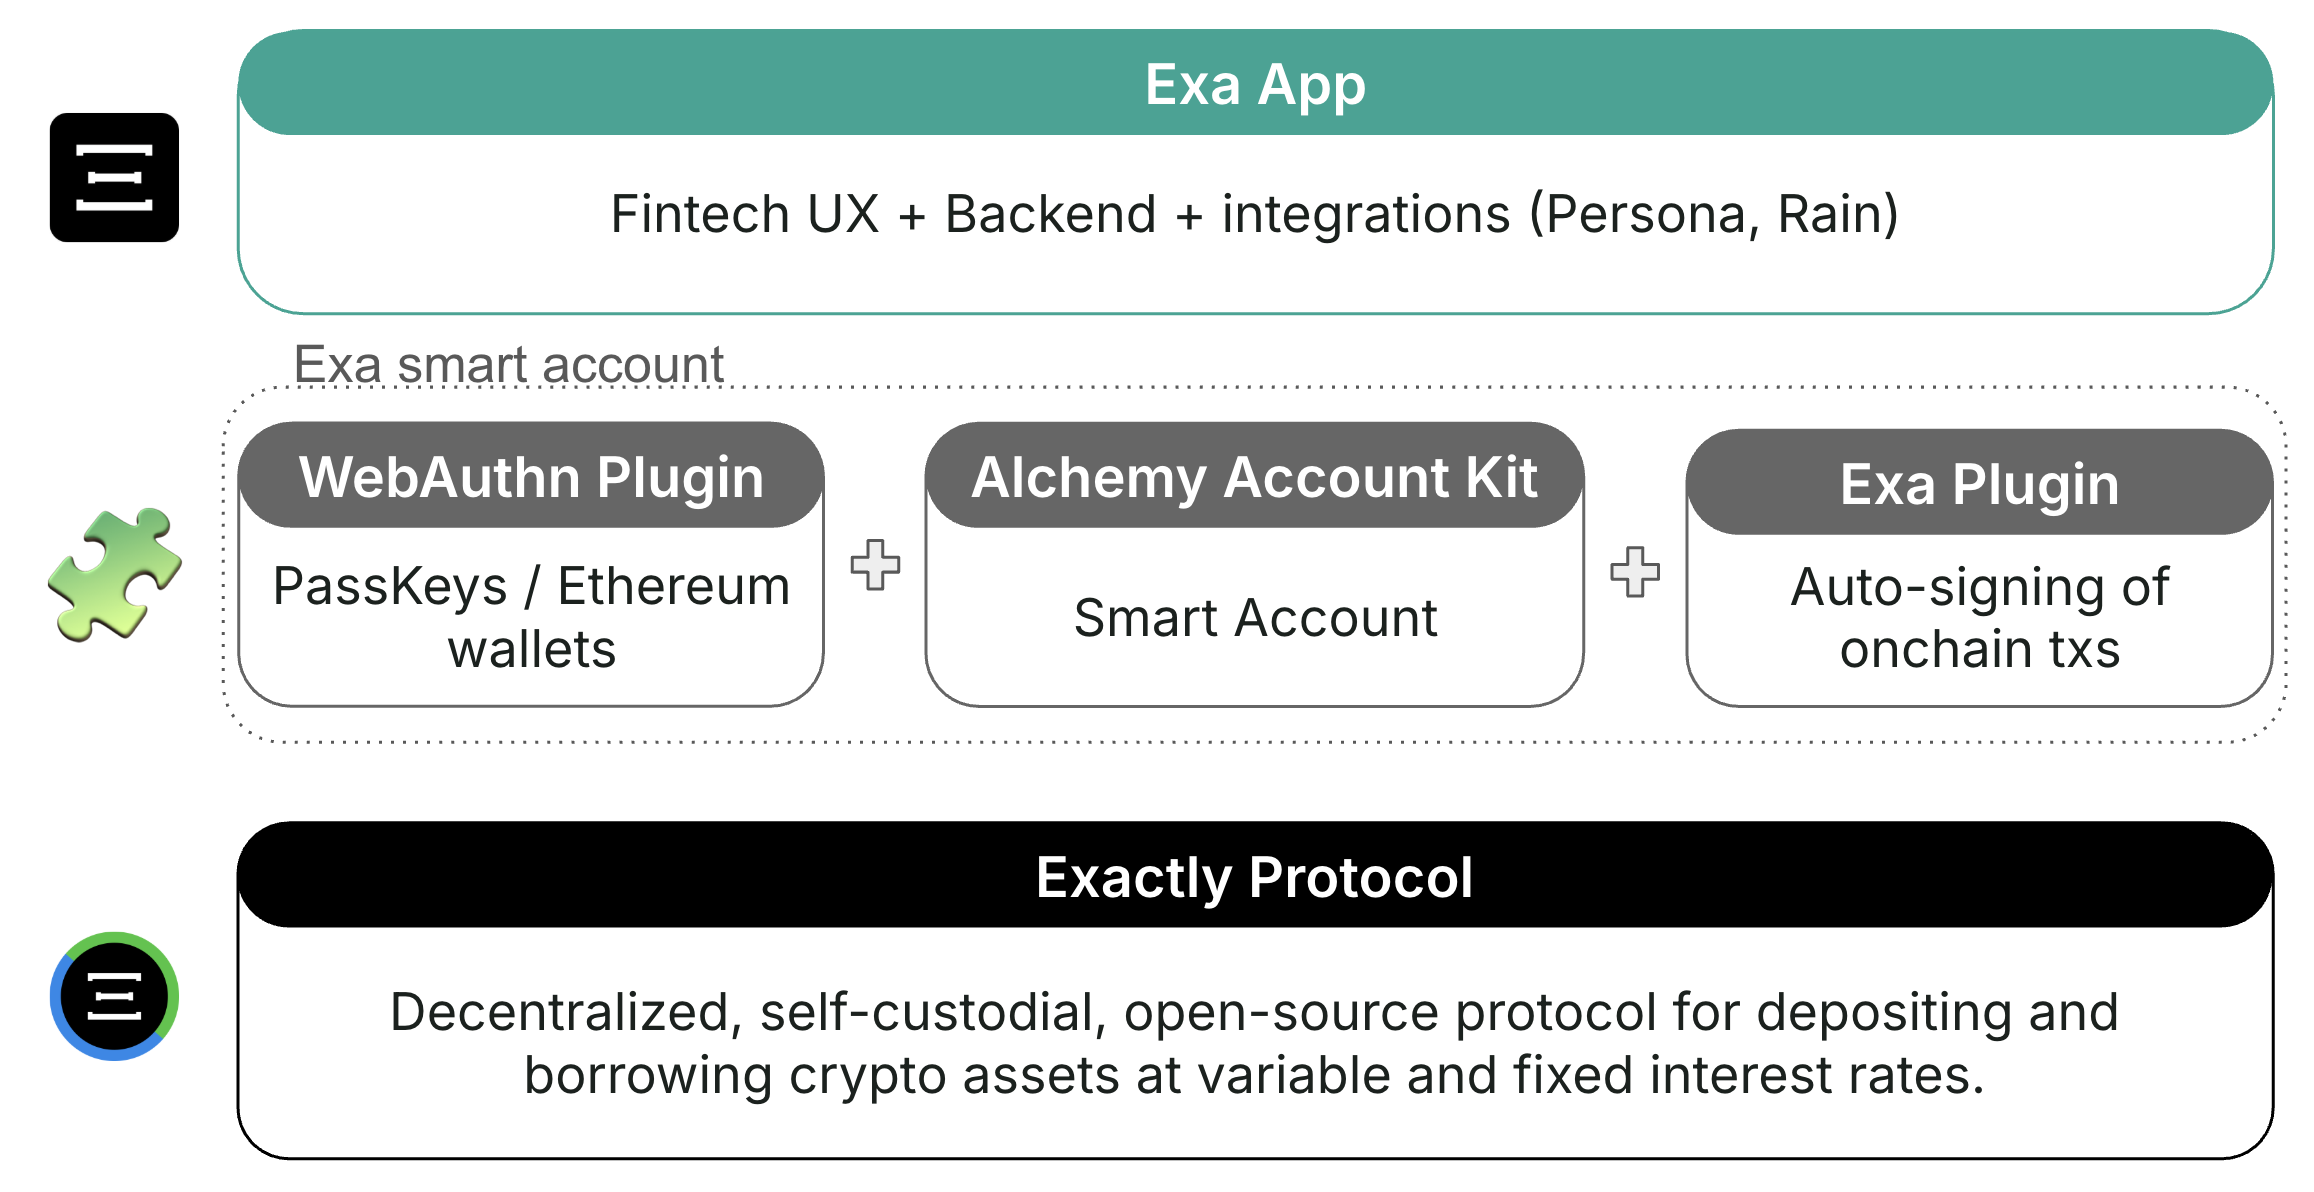 Exa App
Fintech UX + Backend + integrations (Persona, Rain)
Exa smart account
WebAuthn Plugin
PassKeys / Ethereum
wallets
Alchemy Account Kit
Smart Account
Exa Plugin
Auto-signing of
onchain txs
Exactly Protocol
Decentralized, self-custodial, open-source protocol for depositing and
borrowing crypto assets at variable and fixed interest rates.